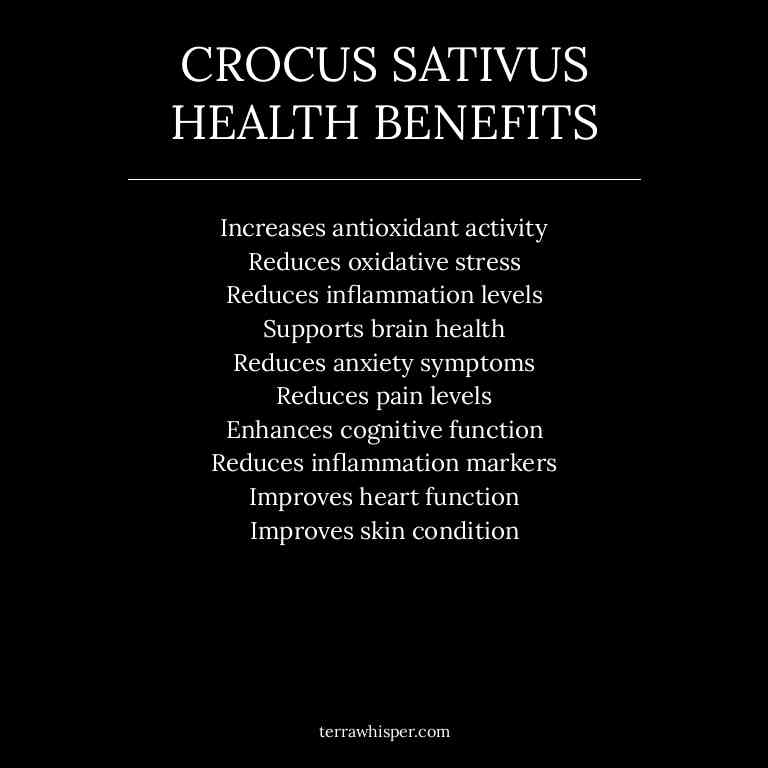 CROCUS SATIVUS
HEALTH BENEFITS
Increases antioxidant activity
Reduces oxidative stress
Reduces inflammation levels
Supports brain health
Reduces anxiety symptoms
Reduces pain levels
Enhances cognitive function
Reduces inflammation markers
Improves heart function
Improves skin condition
terrawhisper.com